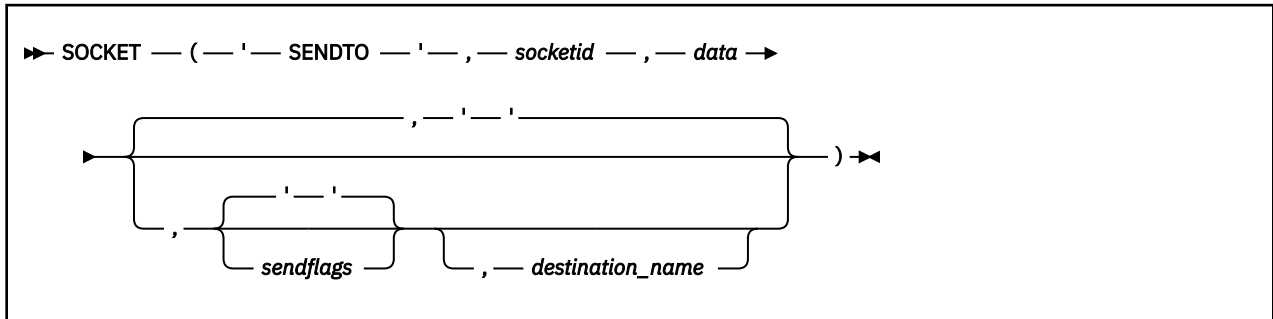 SOCKET ( ' SENDTO ' , socketid , data
, ' '
)
' '
,
sendflags
, destination_name